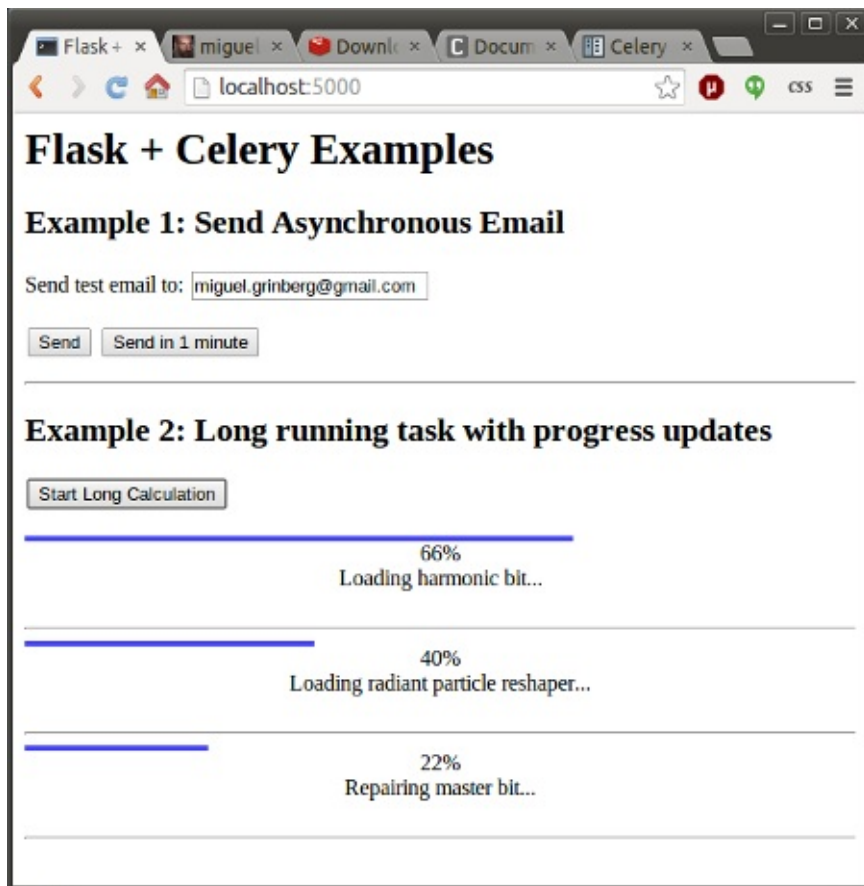 Flask +
miguel
Downlo
Docum
Celery
localhost:5000
css
Flask + Celery Examples
Example 1: Send Asynchronous Email
Send test email to: miguel.grinberg@gmail.com
Send Send in 1 minute
Example 2: Long running task with progress updates
Start Long Calculation
66%
Loading harmonic bit...
40%
Loading radiant particle reshaper...
22%
Repairing master bit...